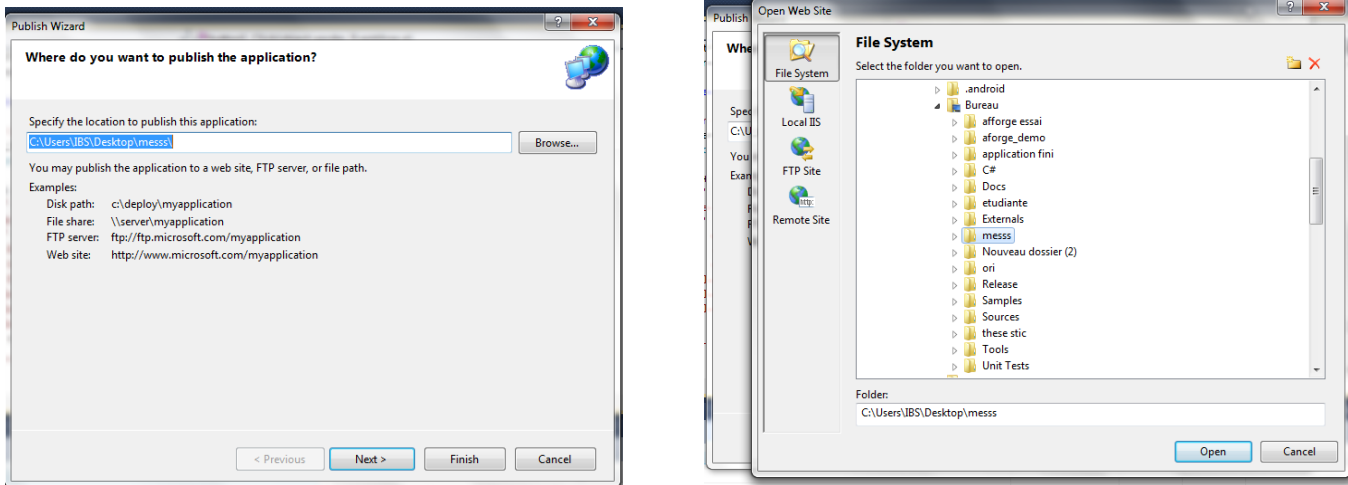 Publish Wizard
Where do you want to publish the application?
Specify the location to publish this application:
C:\Users\IBS\Desktop\messs\
Browse...
You may publish the application to a web site, FTP server, or file path.
Examples:
Disk path: c:\deploy\myapplication
File share: \\server\myapplication
FTP server: ftp://ftp.microsoft.com/myapplication
Web site: http://www.microsoft.com/myapplication
< Previous
Next >
Finish
Cancel
Publish
Open Web Site
File System
Local IIS
FTP Site
Remote Site
File System
Select the folder you want to open.
.android
Bureau
afforge essai
aforge_demo
application fini
C#
Docs
etudiante
Externals
messs
Nouveau dossier (2)
ori
Release
Samples
Sources
these stic
Tools
Unit Tests
Folder:
C:\Users\IBS\Desktop\messs
Open
Cancel